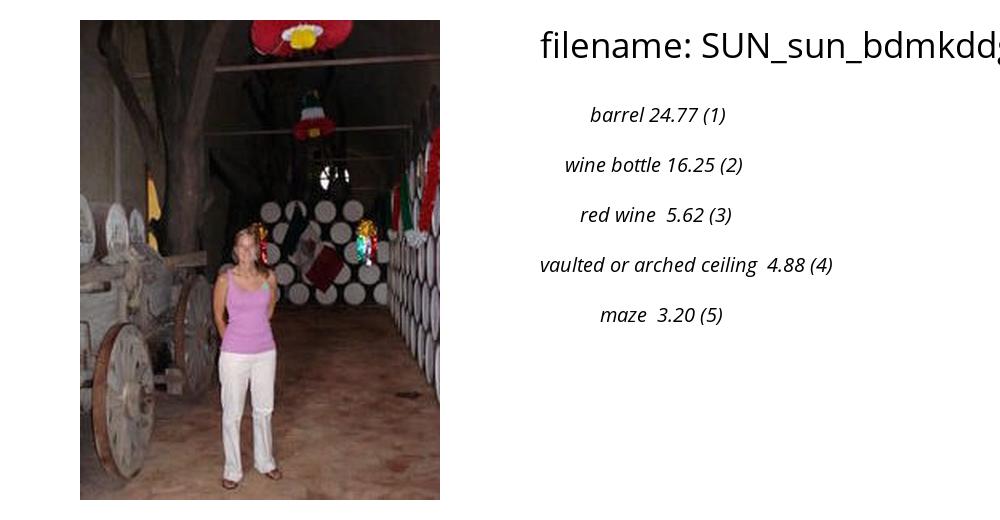 filename: SUN_sun_bdmkddg
barrel 24.77 (1)
wine bottle 16.25 (2)
red wine 5.62 (3)
vaulted or arched ceiling 4.88 (4)
maze 3.20 (5)